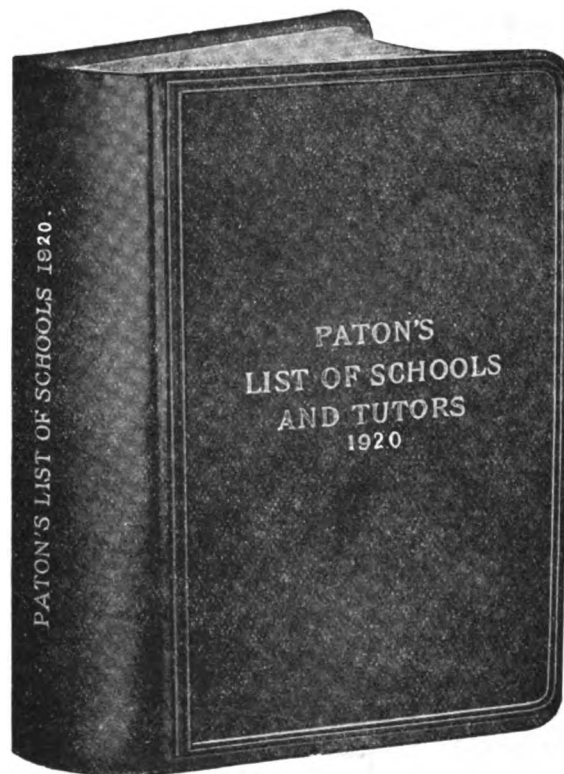 PATON'S LIST OF SCHOOLS 1920.
PATON'S
LIST OF SCHOOLS
AND TUTORS
1920